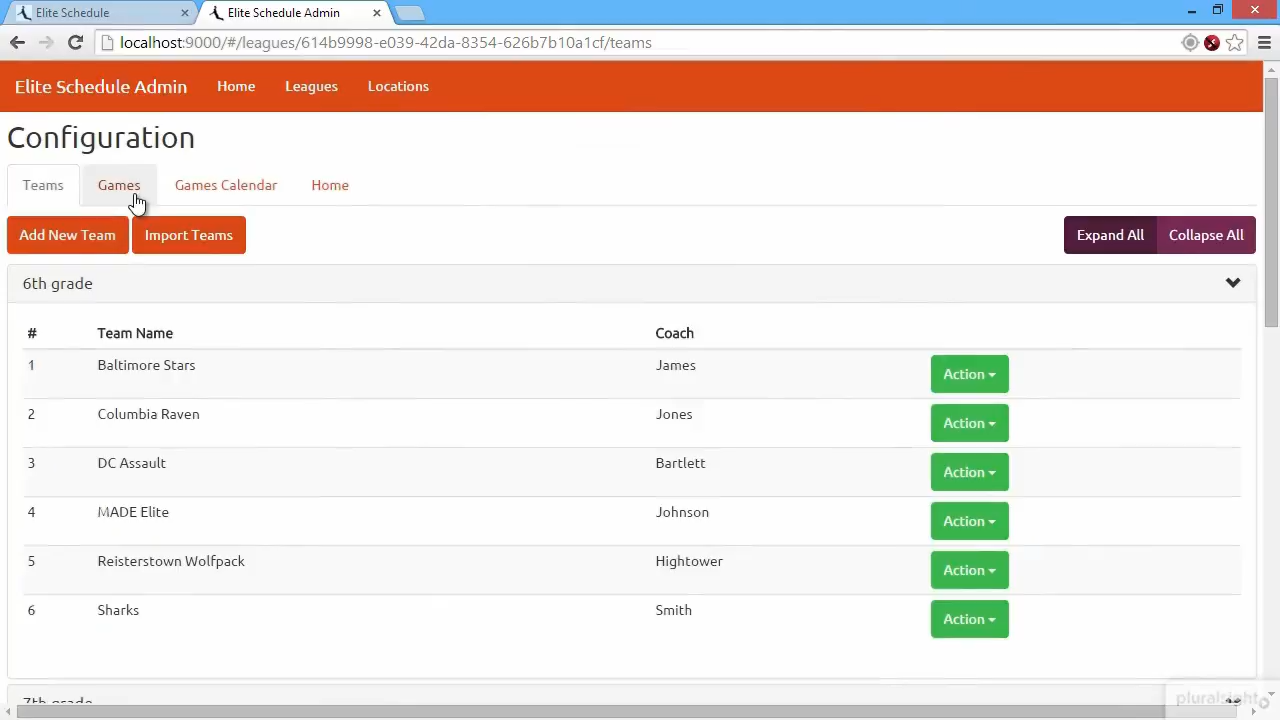 Elite Schedule
Elite Schedule Admin
localhost:9000/#/leagues/614b9998-e039-42da-8354-626b7b10a1cf/teams
Elite Schedule Admin Home Leagues Locations
Configuration
Teams Games Games Calendar Home
Add New Team Import Teams Expand All Collapse All
6th grade
# Team Name Coach
1 Baltimore Stars James Action
2 Columbia Raven Jones Action
3 DC Assault Bartlett Action
4 MADE Elite Johnson Action
5 Reisterstown Wolfpack Hightower Action
6 Sharks Smith Action
7th grade
pluralsight